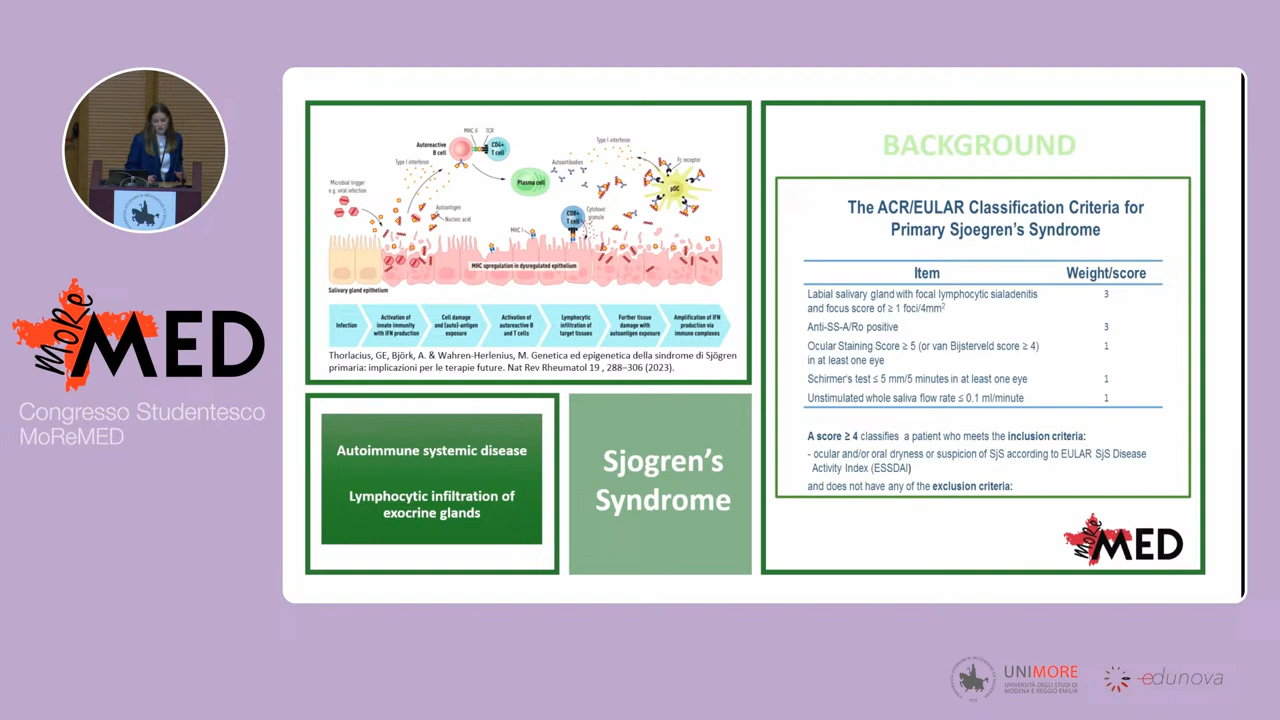 MoRe
MED
Congresso Studentesco
MoReMED
MHC II
TCR
Autoreactive
B cell
CD4+
T cell
Type I interferon
Microbial trigger
e.g. viral infection
Autoantigen
Nucleic acid
Plasma cell
Autoantibodies
Type I interferon
Fc receptor
pDC
CD8+
T cell
Cytotoxic
granule
MHC I
MHC upregulation in dysregulated epithelium
Salivary gland epithelium
Infection
Activation of
innate immunity
with IFN production
Cell damage
and (auto)-antigen
exposure
Activation of
autoreactive B
and T cells
Lymphocytic
infiltration of
target tissues
Further tissue
damage with
autoantigen exposure
Amplification of IFN
production via
immune complexes
Thorlacius, GE, Björk, A. & Wahren-Herlenius, M. Genetica ed epigenetica della sindrome di Sjögren
primaria: implicazioni per le terapie future. Nat Rev Rheumatol 19 , 288–306 (2023).
Autoimmune systemic disease
Lymphocytic infiltration of
exocrine glands
Sjogren's
Syndrome
BACKGROUND
The ACR/EULAR Classification Criteria for
Primary Sjoegren's Syndrome
Item Weight/score
Labial salivary gland with focal lymphocytic sialadenitis 3
and focus score of ≥ 1 foci/4mm²
Anti-SS-A/Ro positive 3
Ocular Staining Score ≥ 5 (or van Bijsterveld score ≥ 4) 1
in at least one eye
Schirmer's test ≤ 5 mm/5 minutes in at least one eye 1
Unstimulated whole saliva flow rate ≤ 0.1 ml/minute 1
A score ≥ 4 classifies a patient who meets the inclusion criteria:
- ocular and/or oral dryness or suspicion of SjS according to EULAR SjS Disease
Activity Index (ESSDAI)
and does not have any of the exclusion criteria:
MoRe
MED
UNIMORE
UNIVERSITÀ DEGLI STUDI DI
MODENA E REGGIO EMILIA
edunova